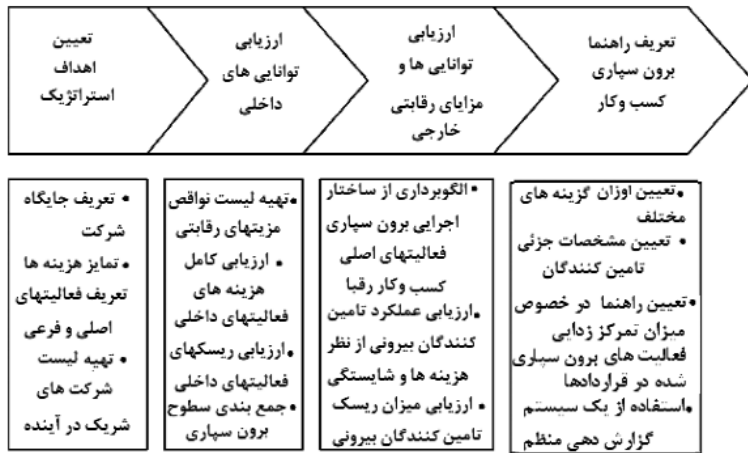 تعیین
اهداف
استراتژیک
ارزیابی
توانایی های
داخلی
ارزیابی
توانایی ها و
مزایای رقابتی
خارجی
تعریف راهنما
برون سپاری
کسب وکار
• تعریف جایگاه
شرکت
• تمایز هزینه ها
تعریف فعالیتهای
اصلی و فرعی
• تهیه لیست
شرکت های
شریک در آینده
•تهیه لیست نواقص
مزیتهای رقابتی
• ارزیابی کامل
هزینه های
فعالیتهای داخلی
•ارزیابی ریسکهای
فعالیتهای داخلی
•جمع بندی سطوح
برون سپاری
•الگوبرداری از ساختار
اجرایی برون سپاری
فعالیتهای اصلی
کسب وکار رقبا
•ارزیابی عملکرد تامین
کنندگان بیرونی از نظر
هزینه ها و شایستگی
• ارزیابی میزان ریسک
تامین کنندگان بیرونی
•تعیین اوزان گزینه های
مختلف
• تعیین مشخصات جزئی
تامین کنندگان
•تعیین راهنما در خصوص
میزان تمرکز زدایی
فعالیت های برون سپاری
شده در قراردادها
•استفاده از یک سیستم
گزارش دهی منظم